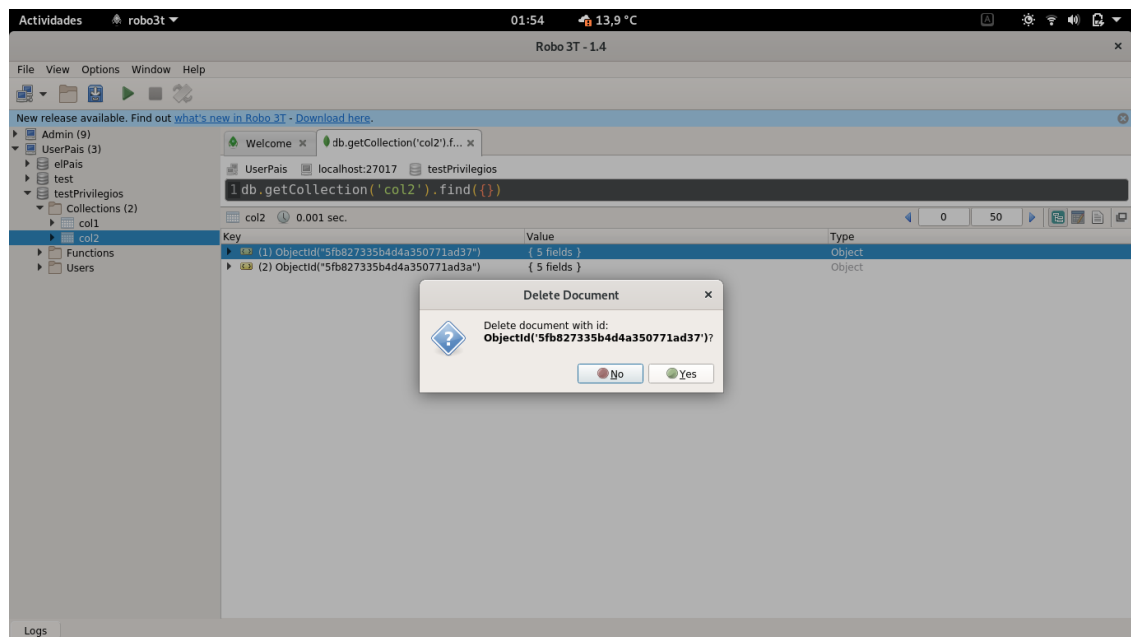 Actividades robo3t 01:54 13,9 °C A
Robo 3T - 1.4
File View Options Window Help
New release available. Find out what's new in Robo 3T - Download here.
Admin (9)
UserPais (3)
elPais
test
testPrivilegios
Collections (2)
col1
col2
Functions
Users
Welcome db.getCollection('col2').f...
UserPais localhost:27017 testPrivilegios
1 db.getCollection('col2').find({})
col2 0.001 sec. 0 50
Key Value Type
(1) ObjectId("5fb827335b4d4a350771ad37") { 5 fields } Object
(2) ObjectId("5fb827335b4d4a350771ad3a") { 5 fields } Object
Delete Document
Delete document with id:
ObjectId('5fb827335b4d4a350771ad37')?
No Yes
Logs